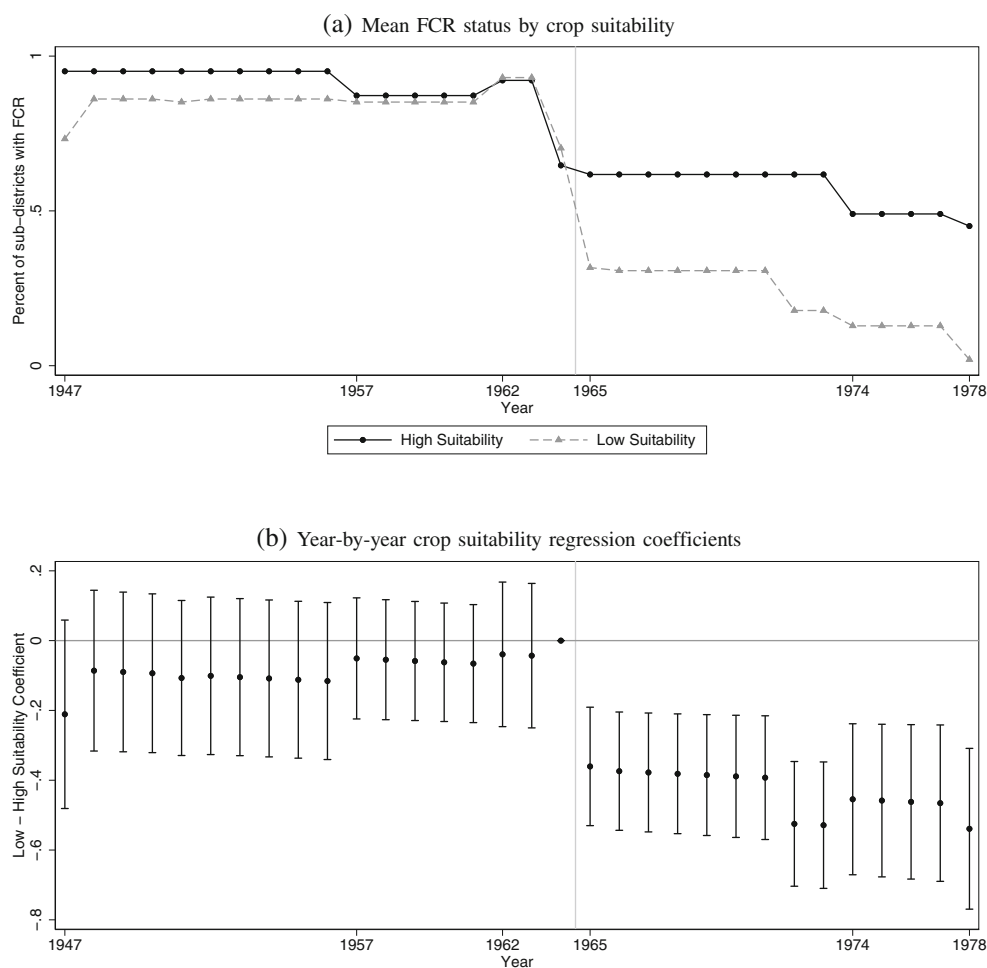 (a) Mean FCR status by crop suitability
Percent of sub-districts with FCR
1
.5
0
1947 1957 1962 1965 1974 1978
Year
High Suitability Low Suitability
(b) Year-by-year crop suitability regression coefficients
Low - High Suitability Coefficient
.2
0
-.2
-.4
-.6
-.8
1947 1957 1962 1965 1974 1978
Year